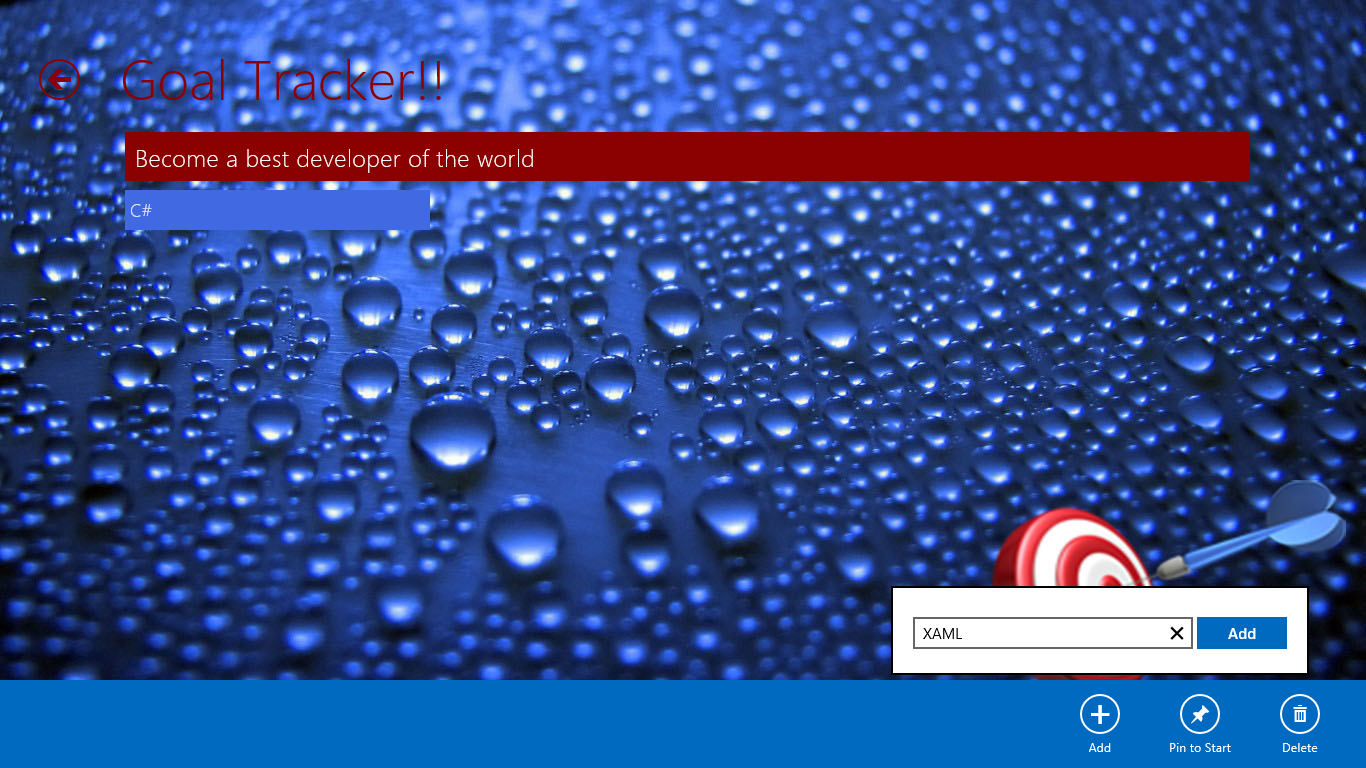 Goal Tracker!!
Become a best developer of the world
C#
XAML
Add
Add
Pin to Start
Delete